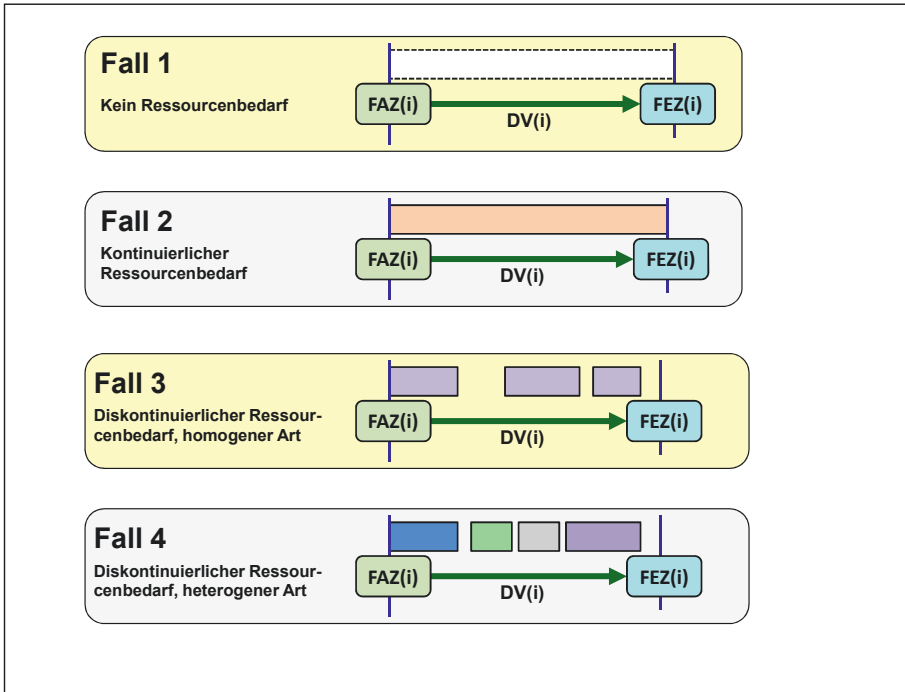 Fall 1
Kein Ressourcenbedarf
FAZ(i)
DV(i)
FEZ(i)
Fall 2
Kontinuierlicher
Ressourcenbedarf
FAZ(i)
DV(i)
FEZ(i)
Fall 3
Diskontinuierlicher Ressour-
cenbedarf, homogener Art
FAZ(i)
DV(i)
FEZ(i)
Fall 4
Diskontinuierlicher Ressour-
cenbedarf, heterogener Art
FAZ(i)
DV(i)
FEZ(i)